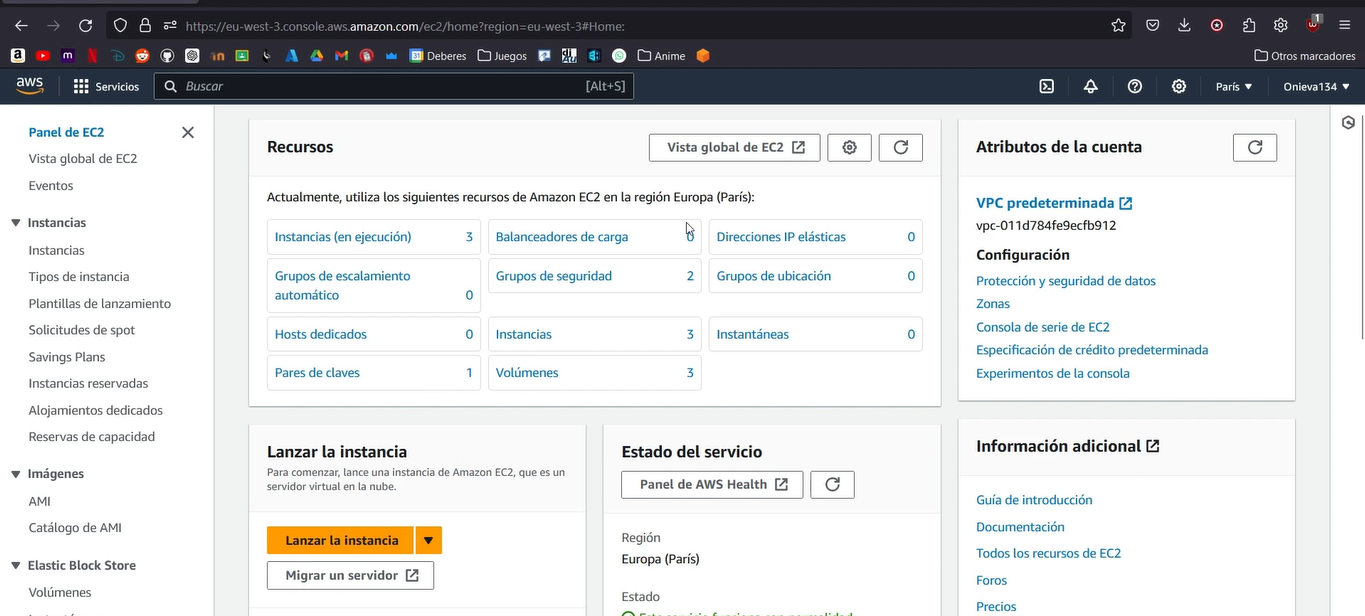 https://eu-west-3.console.aws.amazon.com/ec2/home?region=eu-west-3#Home:
1
Deberes
Juegos
Anime
Otros marcadores
aws
Servicios
Buscar
[Alt+S]
París
Onieva134
Panel de EC2
Vista global de EC2
Eventos
Instancias
Instancias
Tipos de instancia
Plantillas de lanzamiento
Solicitudes de spot
Savings Plans
Instancias reservadas
Alojamientos dedicados
Reservas de capacidad
Imágenes
AMI
Catálogo de AMI
Elastic Block Store
Volúmenes
Recursos
Vista global de EC2
Actualmente, utiliza los siguientes recursos de Amazon EC2 en la región Europa (París):
Instancias (en ejecución) 3
Balanceadores de carga 0
Direcciones IP elásticas 0
Grupos de escalamiento
automático 0
Grupos de seguridad 2
Grupos de ubicación 0
Hosts dedicados 0
Instancias 3
Instantáneas 0
Pares de claves 1
Volúmenes 3
Lanzar la instancia
Para comenzar, lance una instancia de Amazon EC2, que es un
servidor virtual en la nube.
Lanzar la instancia
Migrar un servidor
Estado del servicio
Panel de AWS Health
Región
Europa (París)
Estado
Atributos de la cuenta
VPC predeterminada
vpc-011d784fe9ecfb912
Configuración
Protección y seguridad de datos
Zonas
Consola de serie de EC2
Especificación de crédito predeterminada
Experimentos de la consola
Información adicional
Guía de introducción
Documentación
Todos los recursos de EC2
Foros
Precios